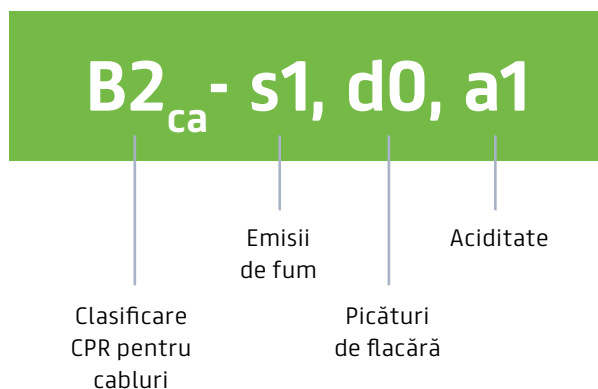 B2ca- s1, d0, a1
Emisii
de fum
Aciditate
Clasificare
CPR pentru
cabluri
Picături
de flacără